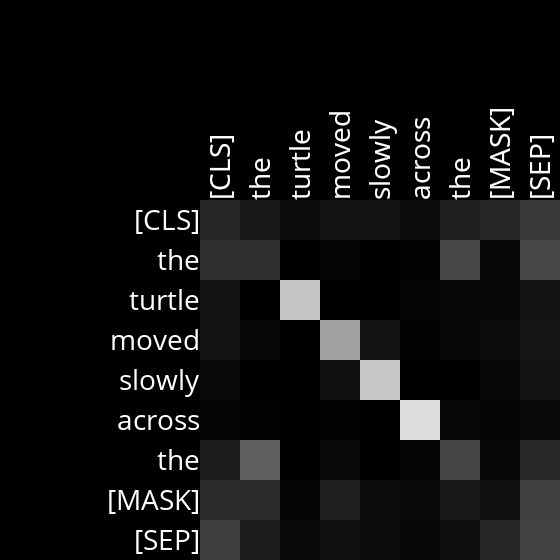 [CLS]
the
turtle
moved
slowly
across
the
[MASK]
[SEP]
[CLS]
the
turtle
moved
slowly
across
the
[MASK]
[SEP]